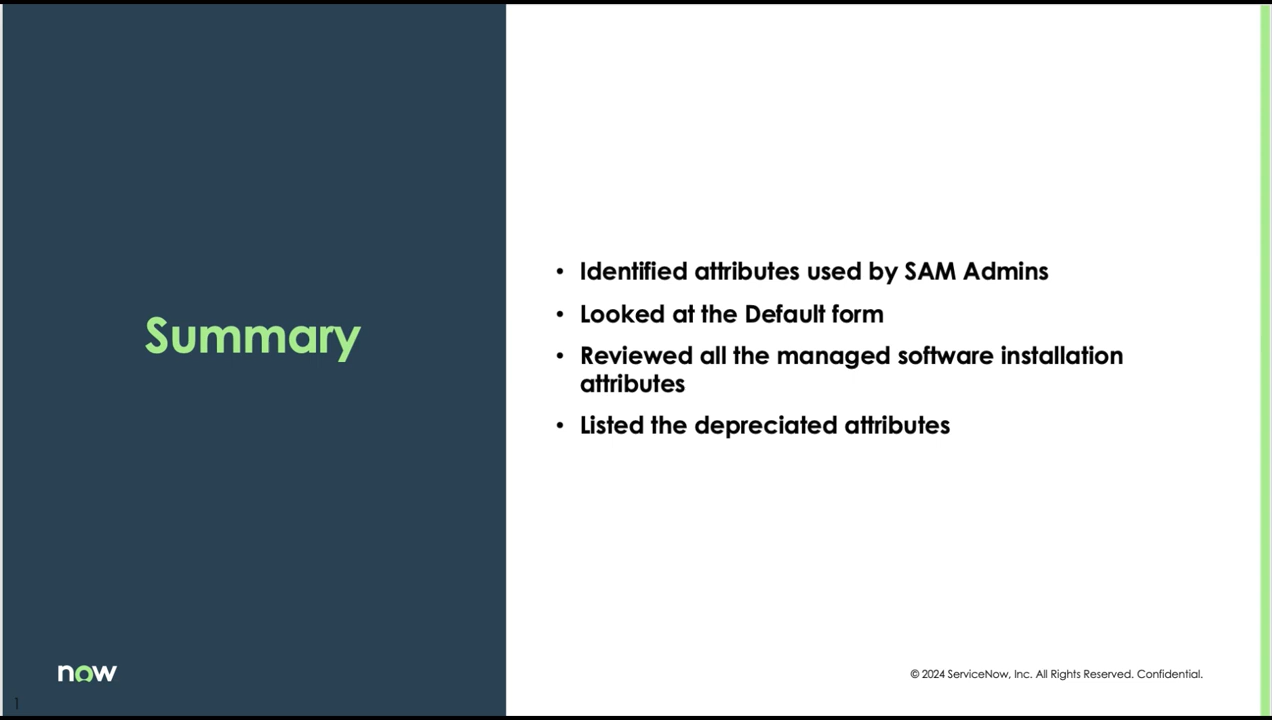 Summary
• Identified attributes used by SAM Admins
• Looked at the Default form
• Reviewed all the managed software installation
attributes
• Listed the depreciated attributes
now
© 2024 ServiceNow, Inc. All Rights Reserved. Confidential.
1